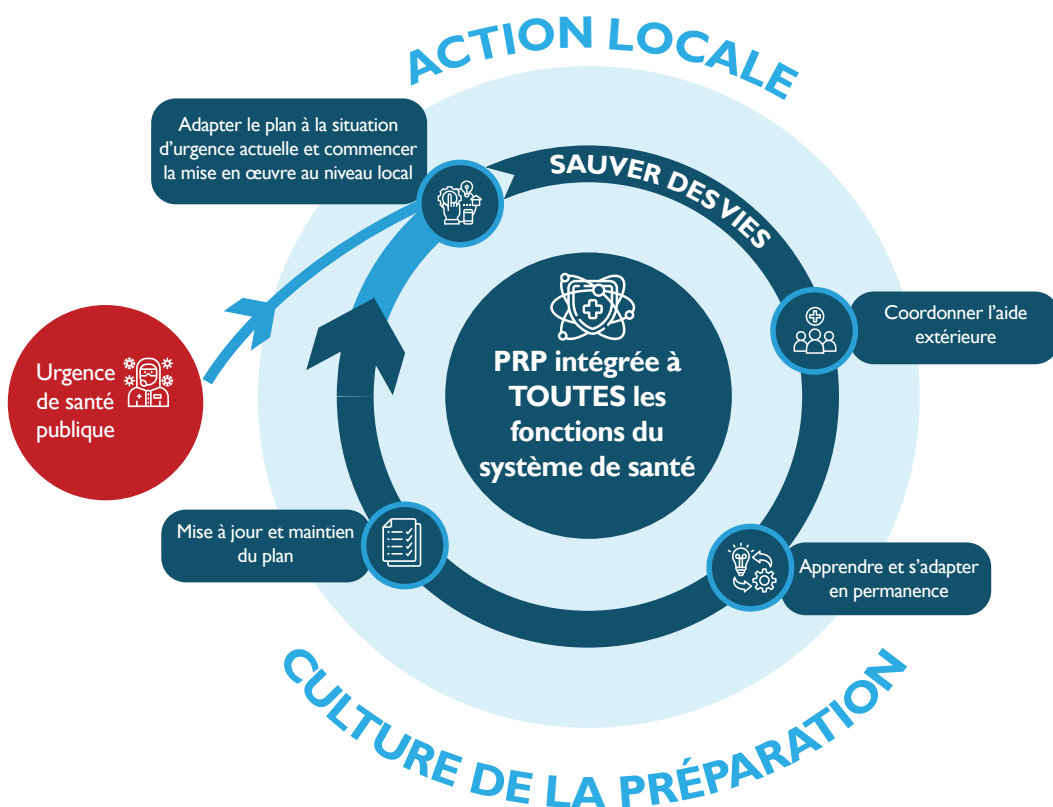 ACTION LOCALE
Adapter le plan à la situation
d’urgence actuelle et commencer
la mise en œuvre au niveau local
SAUVER DES VIES
Coordonner l’aide
extérieure
Urgence
de santé
publique
PRP intégrée à
TOUTES les
fonctions du
système de santé
Mise à jour et maintien
du plan
Apprendre et s’adapter
en permanence
CULTURE DE LA PRÉPARATION